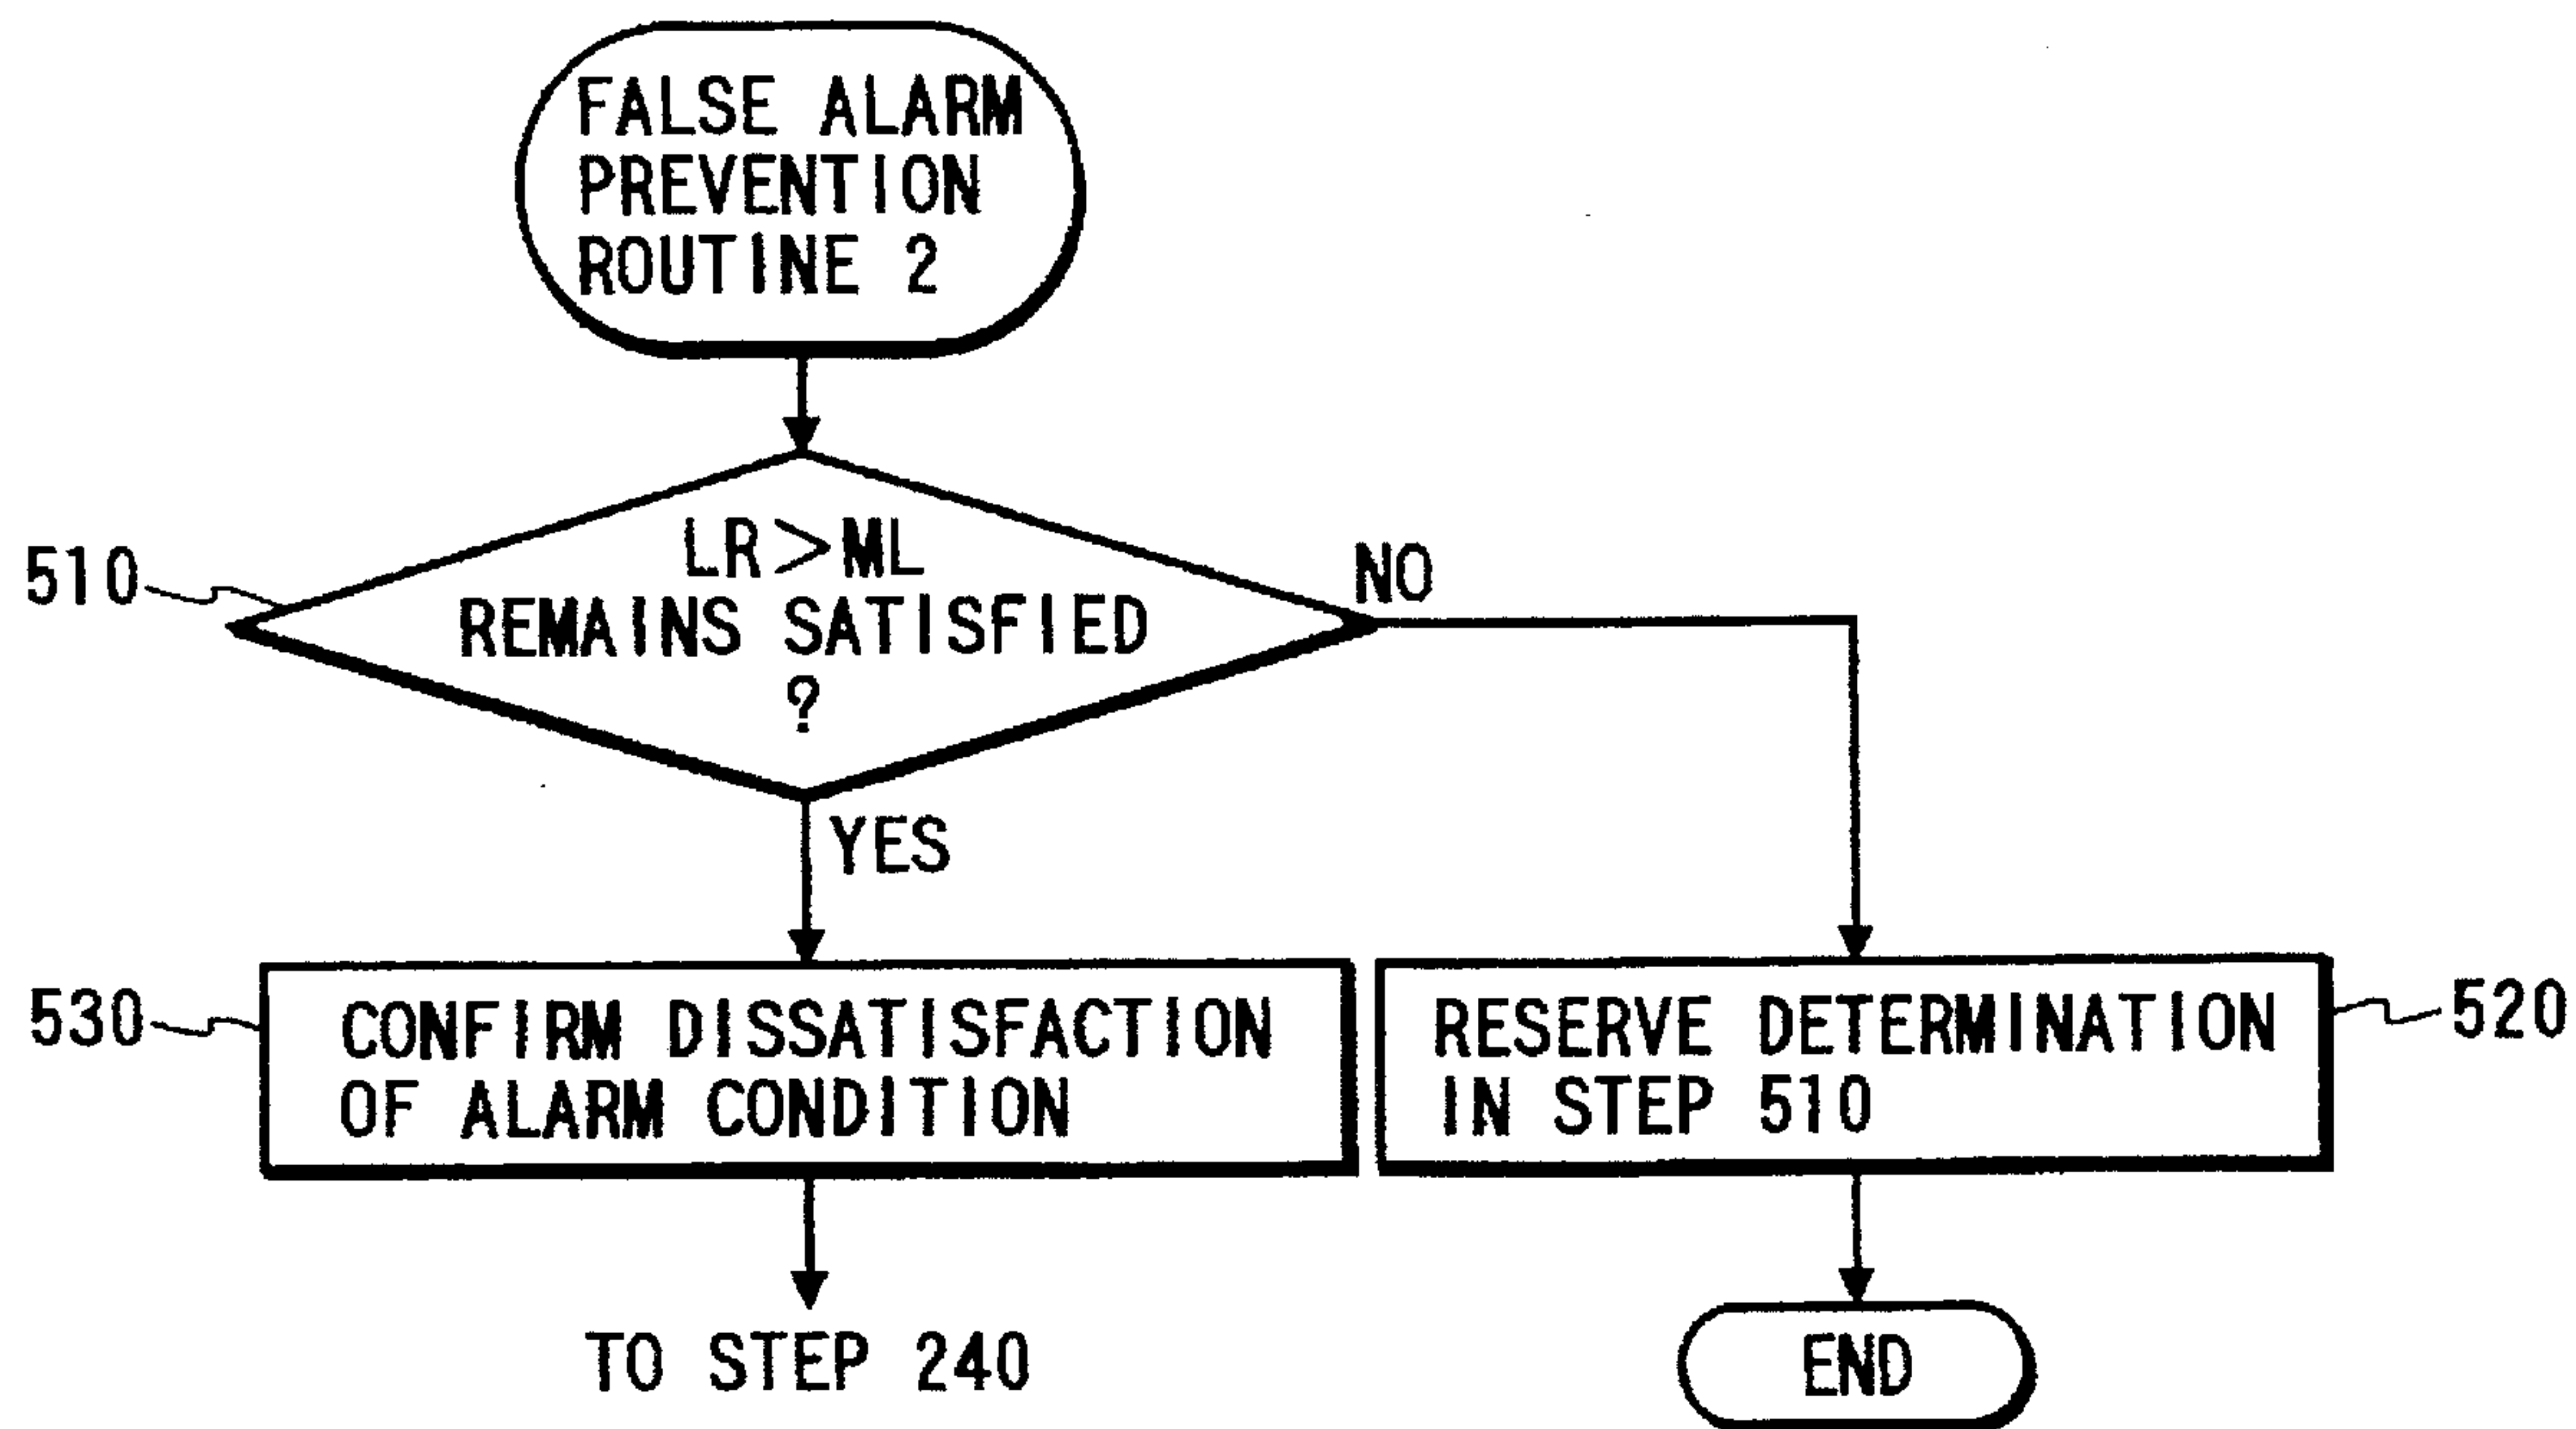 FALSE ALARM
PREVENTION
ROUTINE 2
510
LR>ML
REMAINS SATISFIED
?
NO
YES
530
CONFIRM DISSATISFACTION
OF ALARM CONDITION
RESERVE DETERMINATION
IN STEP 510
520
TO STEP 240
END